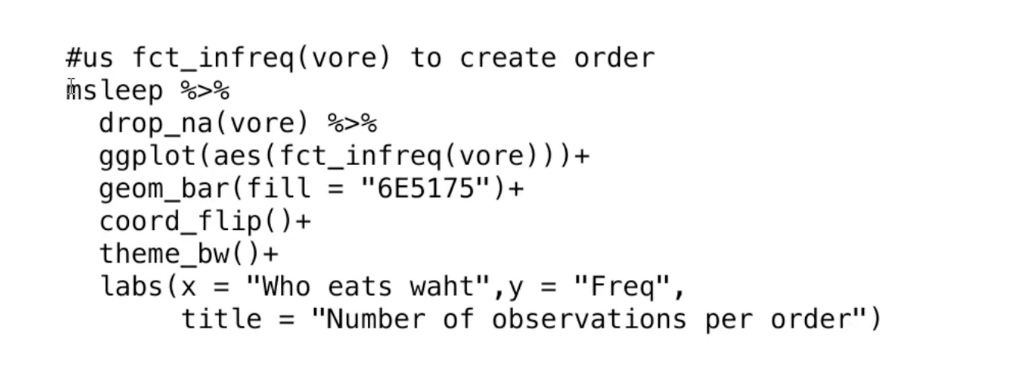 #us fct_infreq(vore) to create order
msleep %>%
  drop_na(vore) %>%
  ggplot(aes(fct_infreq(vore)))+
  geom_bar(fill = "6E5175")+
  coord_flip()+
  theme_bw()+
  labs(x = "Who eats waht",y = "Freq",
       title = "Number of observations per order")